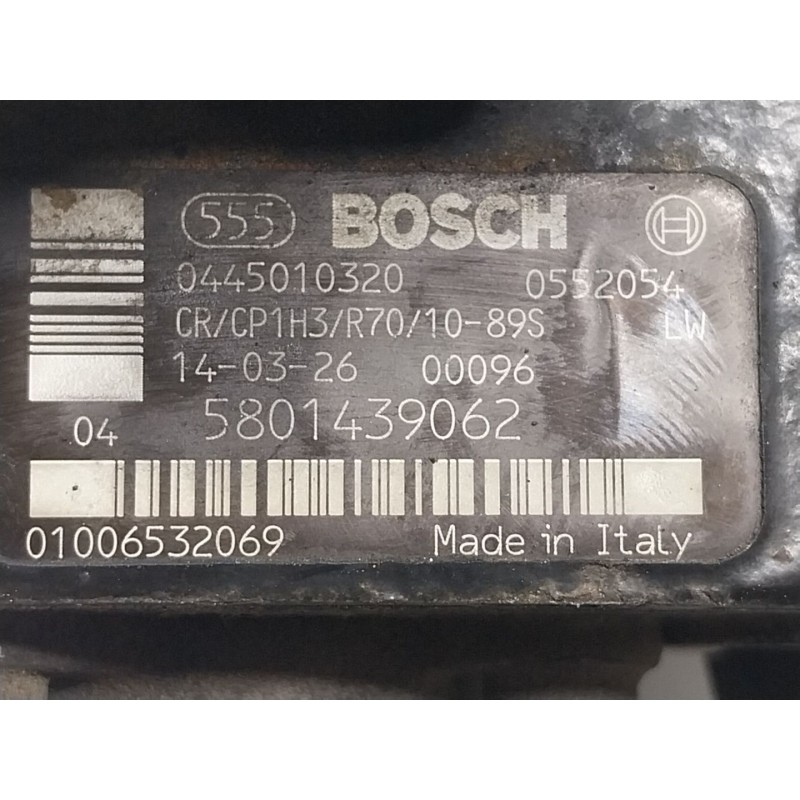 555 BOSCH
0445010320 0552054
CR/CP1H3/R70/10-89S LW
14-03-26 00096
04 5801439062
01006532069 Made in Italy